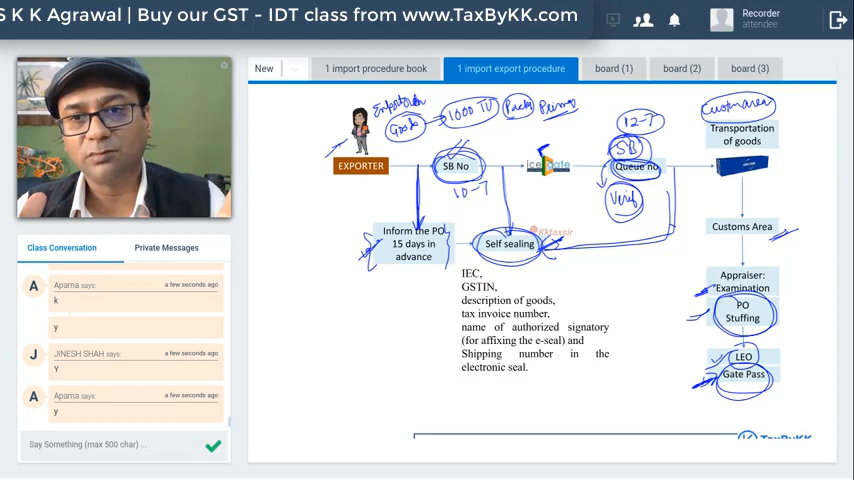 S K K Agrawal | Buy our GST - IDT class from www.TaxByKK.com
Recorder
attendee
New
1 import procedure book
1 import export procedure
board (1)
board (2)
board (3)
Goods
1000 TV
Packs
12-7
Custom area
Transportation
of goods
SB
EXPORTER
SB No
icegate
Queue no
10-7
Verif
Kktaxsir
Inform the PO
15 days in
advance
Self sealing
Customs Area
IEC,
GSTIN,
description of goods,
tax invoice number,
name of authorized signatory
(for affixing the e-seal) and
Shipping number in the
electronic seal.
Appraiser:
Examination
PO
Stuffing
LEO
Gate Pass
TaxByKK
Class Conversation
Private Messages
A
Aparna says:
a few seconds ago
k
y
J
JINESH SHAH says:
a few seconds ago
Y
A
Aparna says:
a few seconds ago
y
Say Something (max 500 char) ...